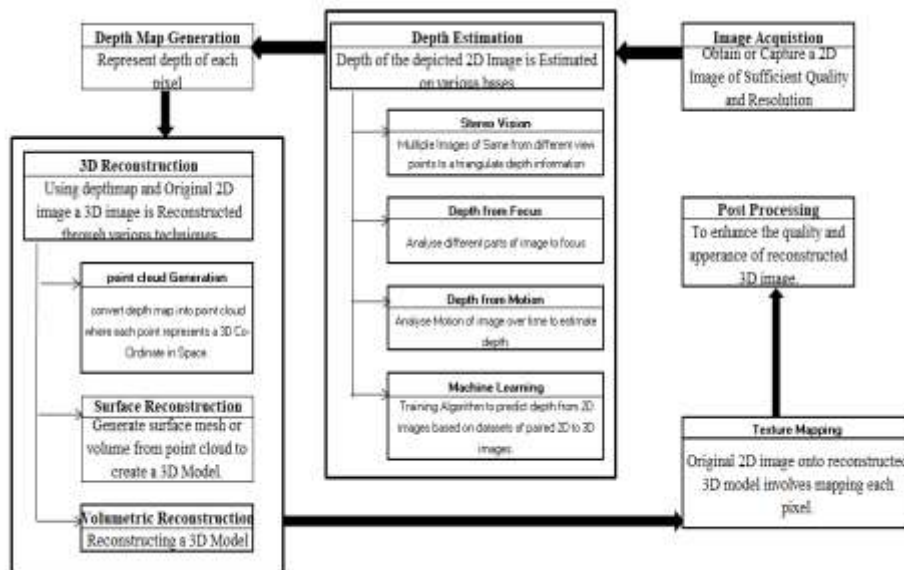 Depth Map Generation
Represent depth of each
pixel
Depth Estimation
Depth of the depicted 2D Image is Estimated
on various bases
Image Acquistion
Obtain or Capture a 2D
Image of Sufficient Quality
and Resolution
Stereo Vision
Multiple Images of Same from different view
points to a triangulate depth information
Depth from Focus
Analyse different parts of image to focus
Depth from Motion
Analyse Motion of image over time to estimate
depth
Machine Learning
Training Algorithm to predict depth from 2D
images based on datasets of paired 2D to 3D
images.
3D Reconstruction
Using depthmap and Original 2D
image a 3D image is Reconstructed
through various techniques
point cloud Generation
convert depth map into point cloud
where each point represents a 3D Co-
Ordinate in Space
Surface Reconstruction
Generate surface mesh or
volume from point cloud to
create a 3D Model
Volumetric Reconstruction
Reconstructing a 3D Model
Post Processing
To enhance the quality and
apperance of reconstructed
3D image.
Texture Mapping
Original 2D image onto reconstructed
3D model involves mapping each
pixel.